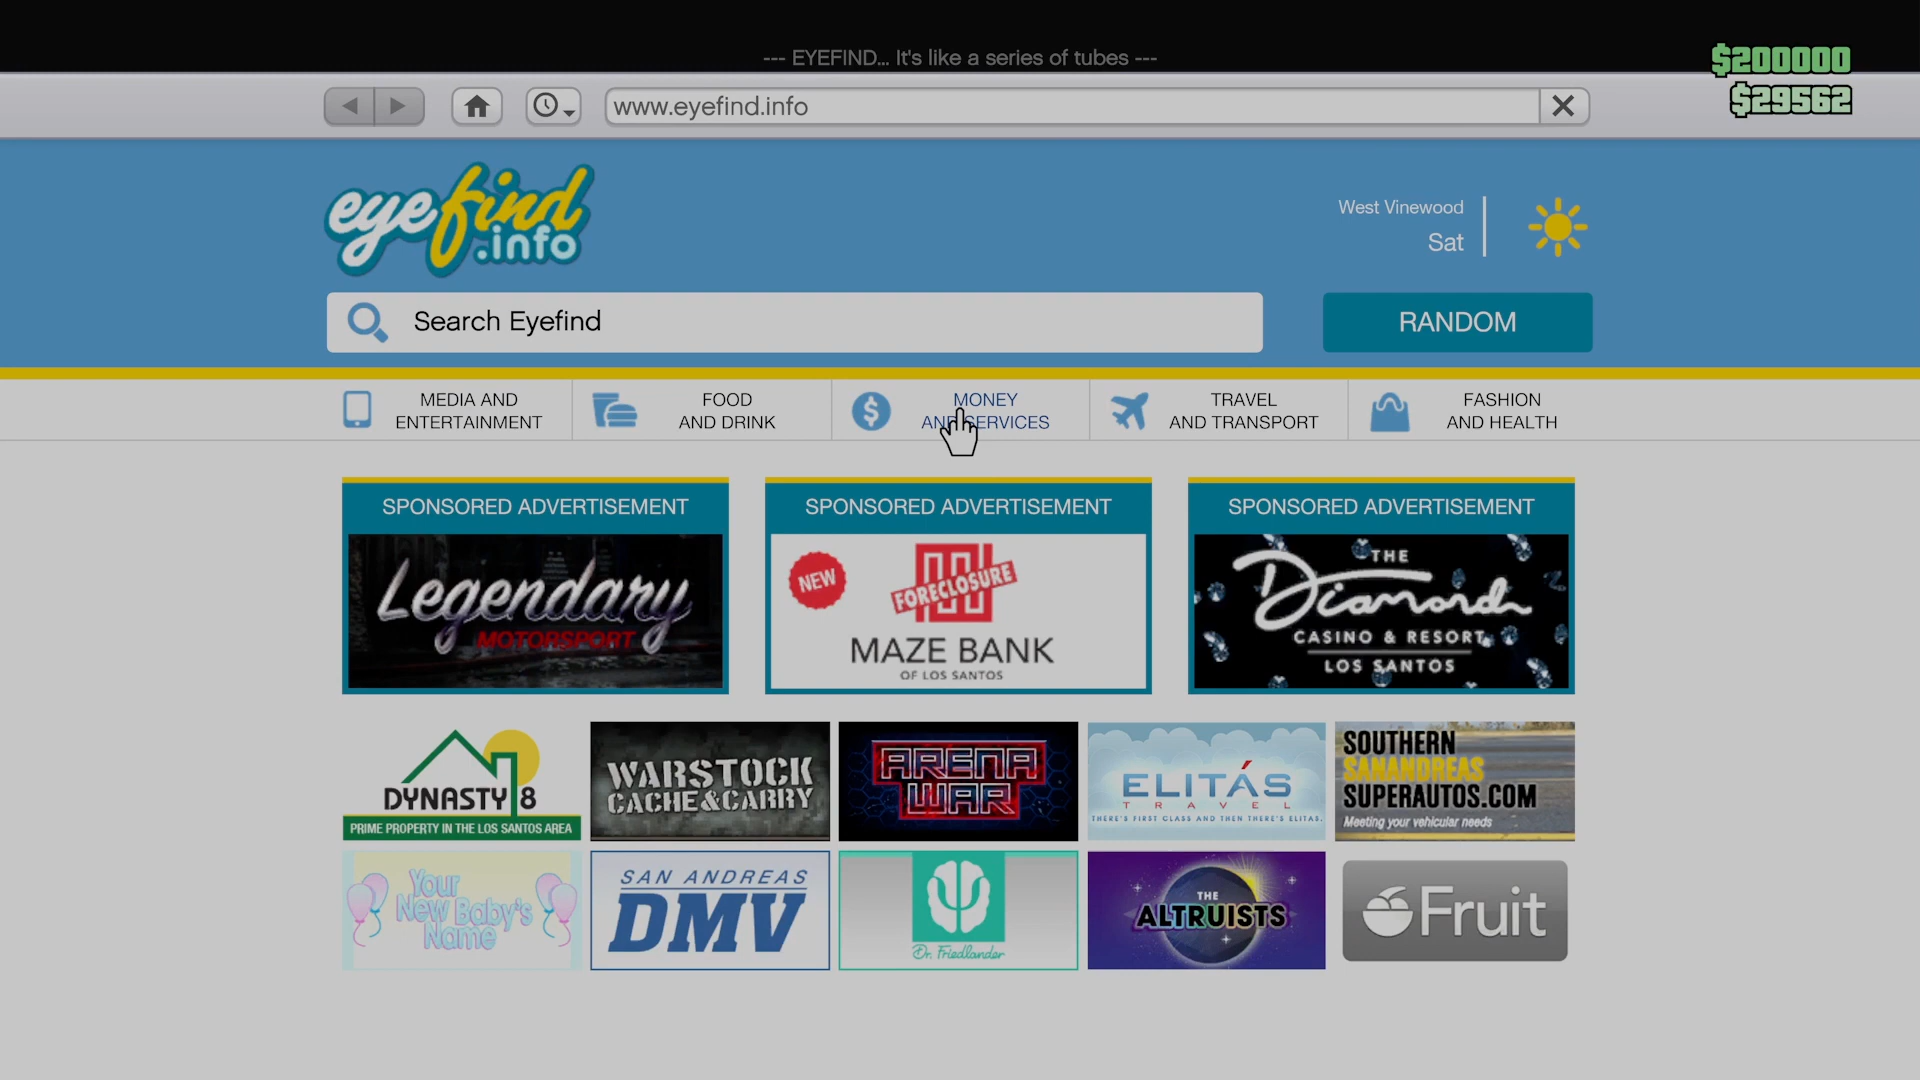 --- EYEFIND... It's like a series of tubes ---
$200000
$29562
www.eyefind.info
eyefind
.info
West Vinewood
Sat
Search Eyefind
RANDOM
MEDIA AND
ENTERTAINMENT
FOOD
AND DRINK
MONEY
AND SERVICES
TRAVEL
AND TRANSPORT
FASHION
AND HEALTH
SPONSORED ADVERTISEMENT
Legendary
MOTORSPORT
SPONSORED ADVERTISEMENT
NEW
FORECLOSURE
MAZE BANK
OF LOS SANTOS
SPONSORED ADVERTISEMENT
THE
Diamond
CASINO & RESORT
LOS SANTOS
DYNASTY 8
PRIME PROPERTY IN THE LOS SANTOS AREA
WARSTOCK
CACHE&CARRY
ARENA
WAR
ELITÁS
TRAVEL
THERE'S FIRST CLASS AND THEN THERE'S ELITAS.
SOUTHERN
SANANDREAS
SUPERAUTOS.COM
Meeting your vehicular needs
Your
New Baby's
Name
SAN ANDREAS
DMV
Dr. Friedlander
THE
ALTRUISTS
Fruit